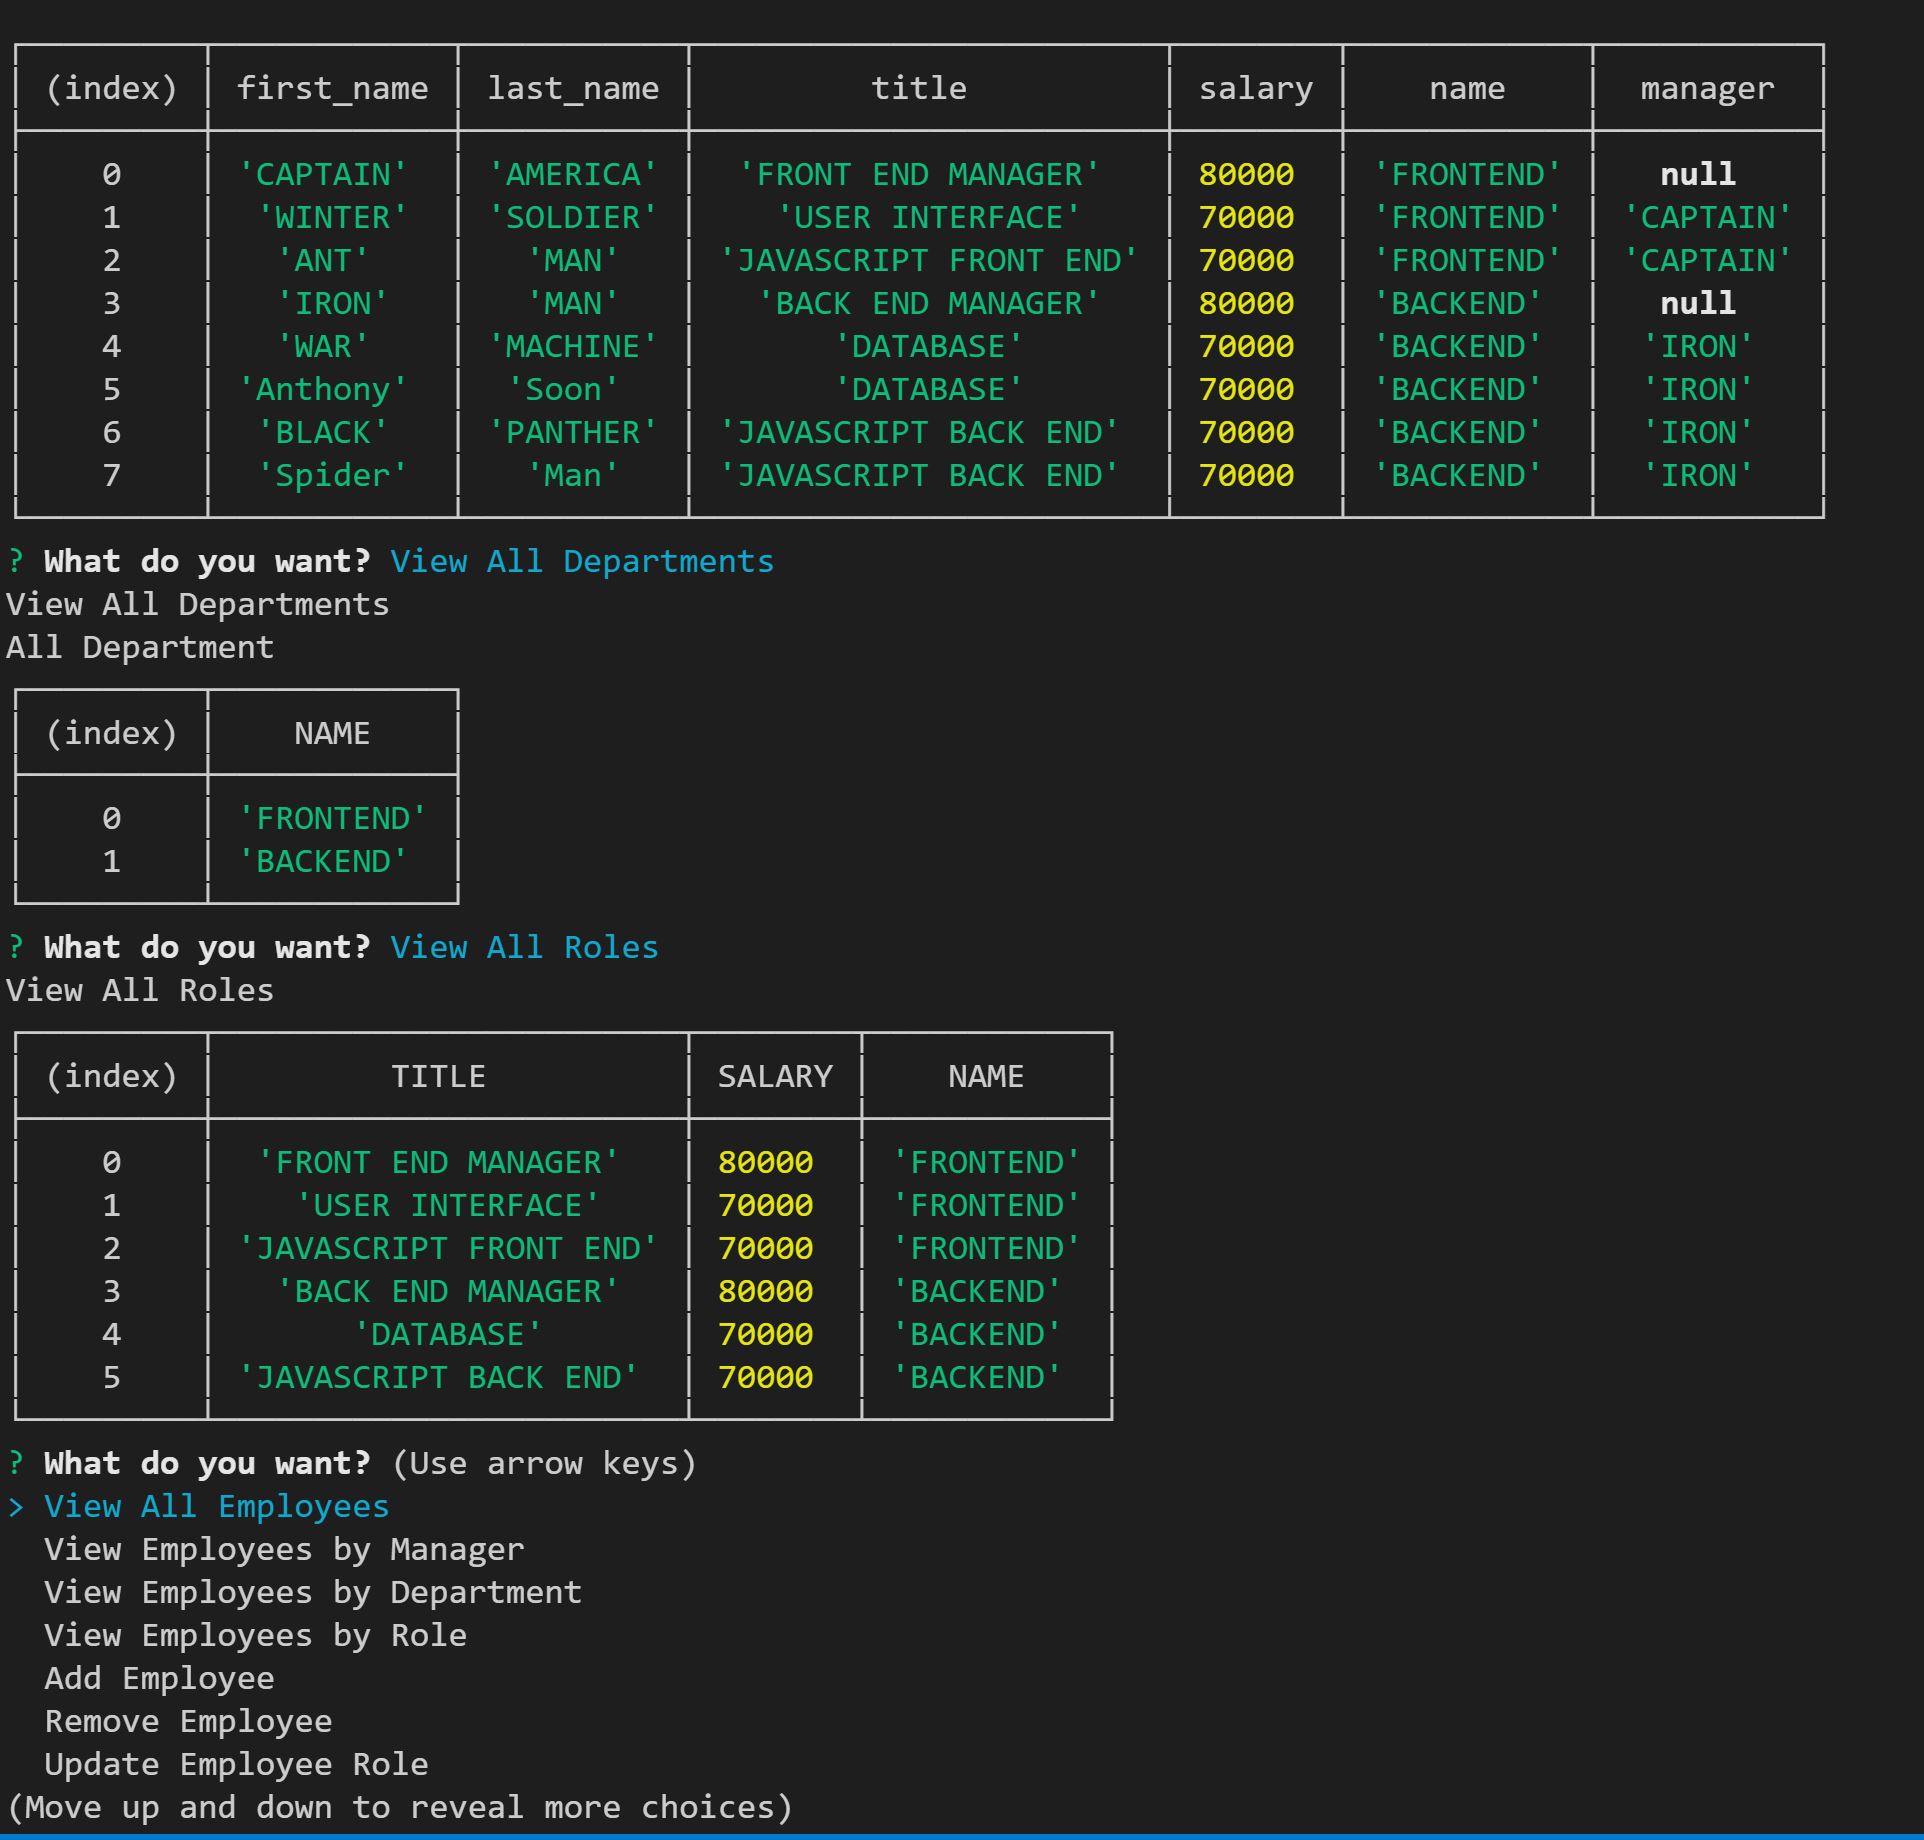 (index) first_name last_name title salary name manager
0 'CAPTAIN' 'AMERICA' 'FRONT END MANAGER' 80000 'FRONTEND' null
1 'WINTER' 'SOLDIER' 'USER INTERFACE' 70000 'FRONTEND' 'CAPTAIN'
2 'ANT' 'MAN' 'JAVASCRIPT FRONT END' 70000 'FRONTEND' 'CAPTAIN'
3 'IRON' 'MAN' 'BACK END MANAGER' 80000 'BACKEND' null
4 'WAR' 'MACHINE' 'DATABASE' 70000 'BACKEND' 'IRON'
5 'Anthony' 'Soon' 'DATABASE' 70000 'BACKEND' 'IRON'
6 'BLACK' 'PANTHER' 'JAVASCRIPT BACK END' 70000 'BACKEND' 'IRON'
7 'Spider' 'Man' 'JAVASCRIPT BACK END' 70000 'BACKEND' 'IRON'
? What do you want? View All Departments
View All Departments
All Department
(index) NAME
0 'FRONTEND'
1 'BACKEND'
? What do you want? View All Roles
View All Roles
(index) TITLE SALARY NAME
0 'FRONT END MANAGER' 80000 'FRONTEND'
1 'USER INTERFACE' 70000 'FRONTEND'
2 'JAVASCRIPT FRONT END' 70000 'FRONTEND'
3 'BACK END MANAGER' 80000 'BACKEND'
4 'DATABASE' 70000 'BACKEND'
5 'JAVASCRIPT BACK END' 70000 'BACKEND'
? What do you want? (Use arrow keys)
> View All Employees
View Employees by Manager
View Employees by Department
View Employees by Role
Add Employee
Remove Employee
Update Employee Role
(Move up and down to reveal more choices)